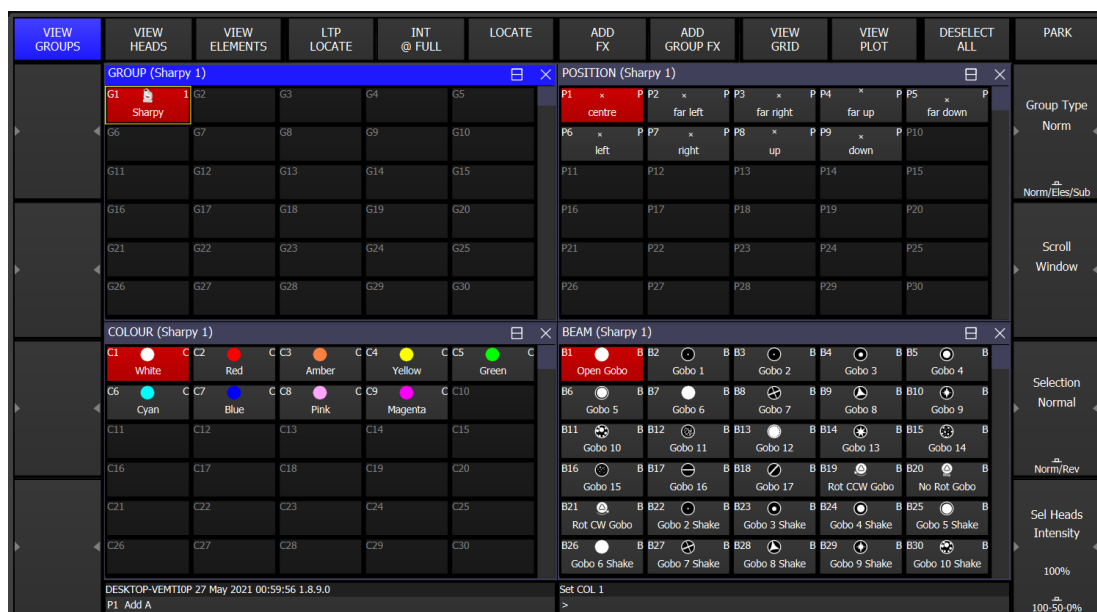 VIEW GROUPS
VIEW HEADS
VIEW ELEMENTS
LTP LOCATE
INT @ FULL
LOCATE
ADD FX
ADD GROUP FX
VIEW GRID
VIEW PLOT
DESELECT ALL
PARK
GROUP (Sharpy 1)
G1 1 G2 G3 G4 G5
Sharpy
G6 G7 G8 G9 G10
G11 G12 G13 G14 G15
G16 G17 G18 G19 G20
G21 G22 G23 G24 G25
G26 G27 G28 G29 G30
POSITION (Sharpy 1)
P1 P P2 P P3 P P4 P P5 P
centre far left far right far up far down
P6 P P7 P P8 P P9 P P10
left right up down
P11 P12 P13 P14 P15
P16 P17 P18 P19 P20
P21 P22 P23 P24 P25
P26 P27 P28 P29 P30
COLOUR (Sharpy 1)
C1 C C2 C C3 C C4 C C5 C
White Red Amber Yellow Green
C6 C C7 C C8 C C9 C C10
Cyan Blue Pink Magenta
C11 C12 C13 C14 C15
C16 C17 C18 C19 C20
C21 C22 C23 C24 C25
C26 C27 C28 C29 C30
BEAM (Sharpy 1)
B1 B B2 B B3 B B4 B B5 B
Open Gobo Gobo 1 Gobo 2 Gobo 3 Gobo 4
B6 B B7 B B8 B B9 B B10 B
Gobo 5 Gobo 6 Gobo 7 Gobo 8 Gobo 9
B11 B B12 B B13 B B14 B B15 B
Gobo 10 Gobo 11 Gobo 12 Gobo 13 Gobo 14
B16 B B17 B B18 B B19 B B20 B
Gobo 15 Gobo 16 Gobo 17 Rot CCW Gobo No Rot Gobo
B21 B B22 B B23 B B24 B B25 B
Rot CW Gobo Gobo 2 Shake Gobo 3 Shake Gobo 4 Shake Gobo 5 Shake
B26 B B27 B B28 B B29 B B30 B
Gobo 6 Shake Gobo 7 Shake Gobo 8 Shake Gobo 9 Shake Gobo 10 Shake
Group Type
Norm
Norm/Eles/Sub
Scroll
Window
Selection
Normal
Norm/Rev
Sel Heads
Intensity
100%
100-50-0%
DESKTOP-VEMTI0P 27 May 2021 00:59:56 1.8.9.0
P1 Add A
Set COL 1
>